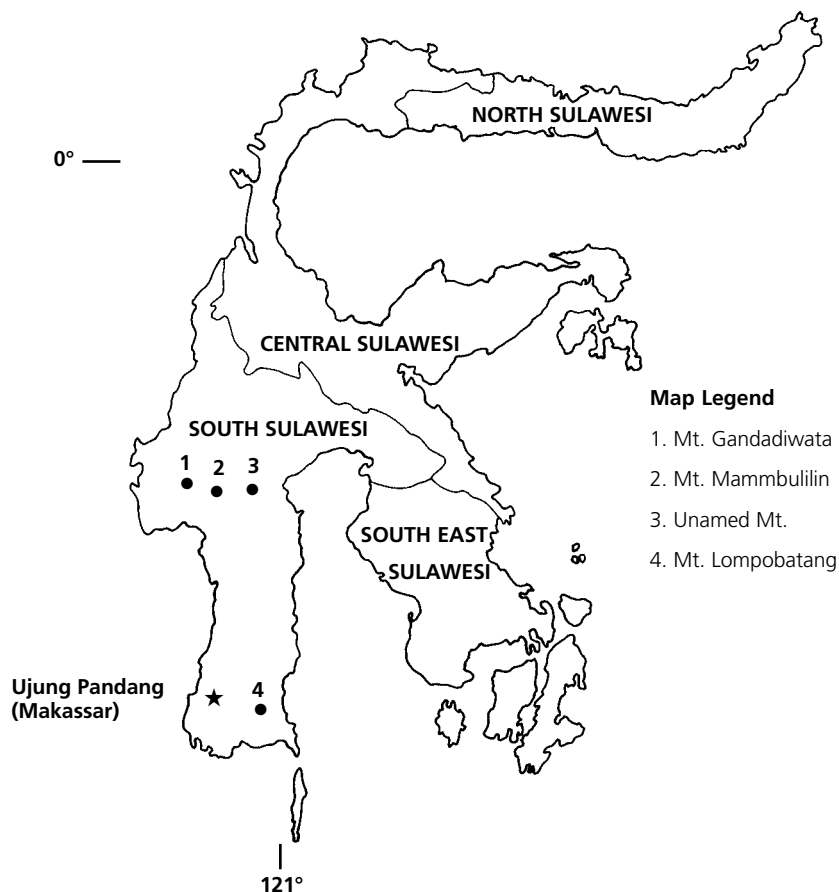 NORTH SULAWESI
0°
CENTRAL SULAWESI
Map Legend
SOUTH SULAWESI
1. Mt. Gandadiwata
1 2 3
2. Mt. Mammbulilin
3. Unamed Mt.
SOUTH EAST
SULAWESI
4. Mt. Lompobatang
Ujung Pandang
(Makassar)
4
121°